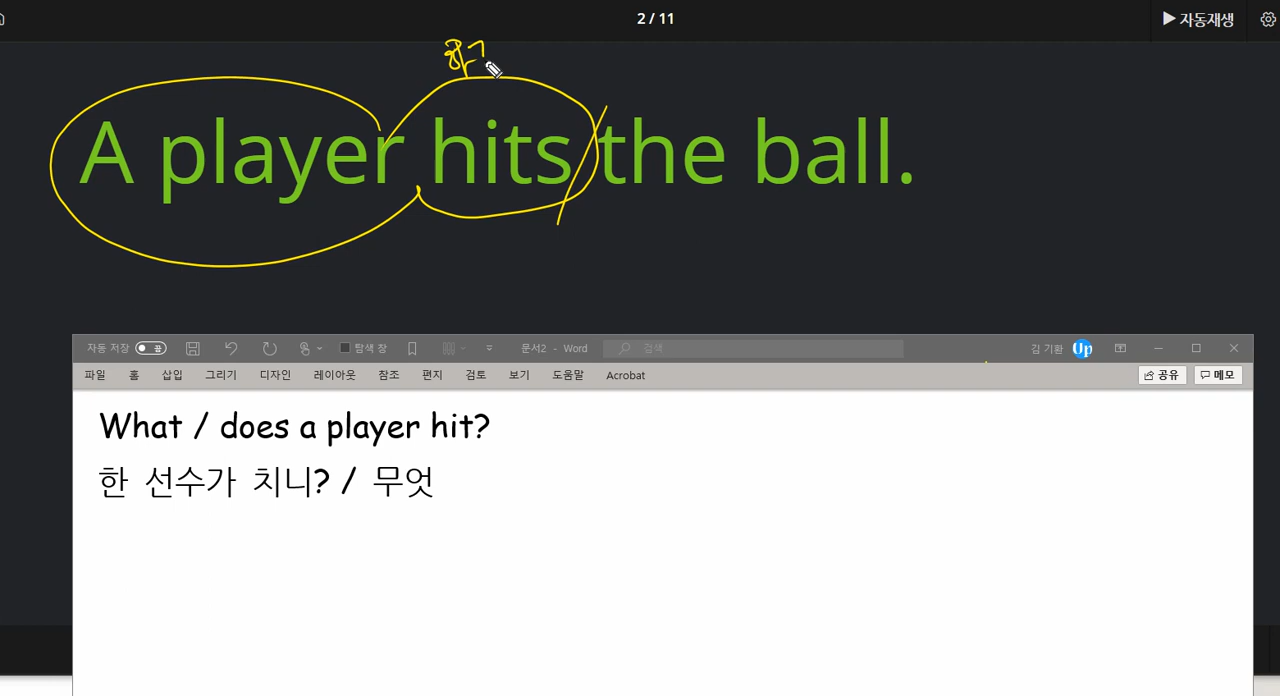 2 / 11
▶ 자동재생
A player hits the ball.
자동 저장 끔 탐색 창 문서2 - Word 검색 김 기환 Up
파일 홈 삽입 그리기 디자인 레이아웃 참조 편지 검토 보기 도움말 Acrobat 공유 메모
What / does a player hit?
한 선수가 치니? / 무엇